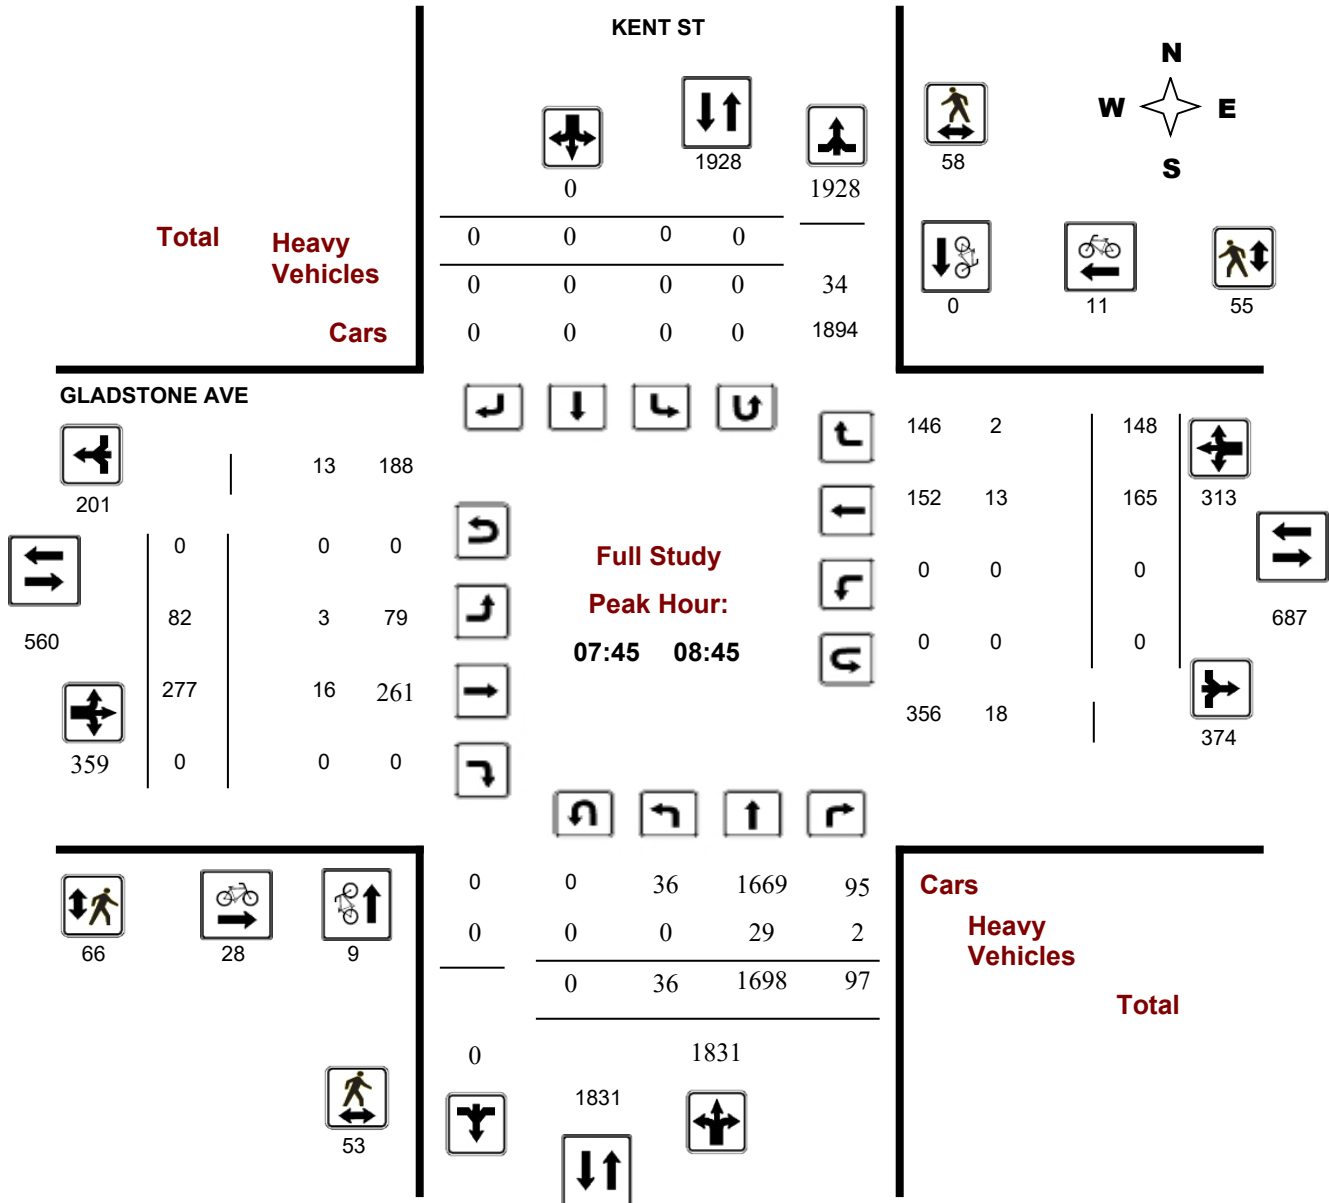 KENT ST
N
W E
S
1928
58
0 1928
Total Heavy Vehicles
0 0 0 0
0 0 0 0 34
Cars 0 0 0 0 1894
0 11 55
GLADSTONE AVE
146 2 148
13 188
201
152 13 165 313
0 0 0
Full Study
0 0 0
Peak Hour:
82 3 79
560
687
07:45 08:45
0 0 0
277 16 261
356 18
374
359 0 0 0
0 0 36 1669 95
Cars
0 0 0 29 2
Heavy
Vehicles
66 28 9
0 36 1698 97
Total
0 1831
1831
53